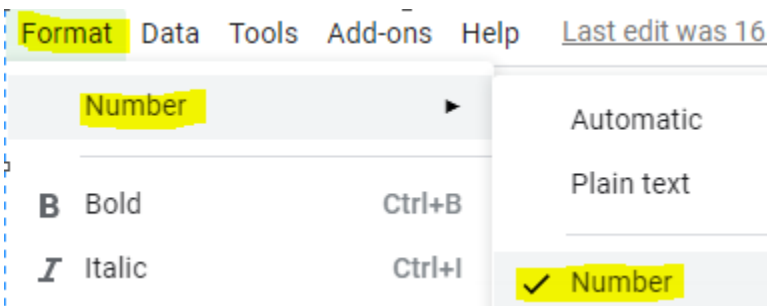 Format Data Tools Add-ons Help Last edit was 16
Number
Automatic
Plain text
B Bold Ctrl+B
I Italic Ctrl+I
Number